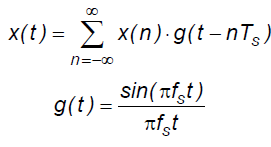 x(t) = ∑_{n=-∞}^{∞} x(n)·g(t − nT_s)
g(t) = sin(πf_s t) / πf_s t